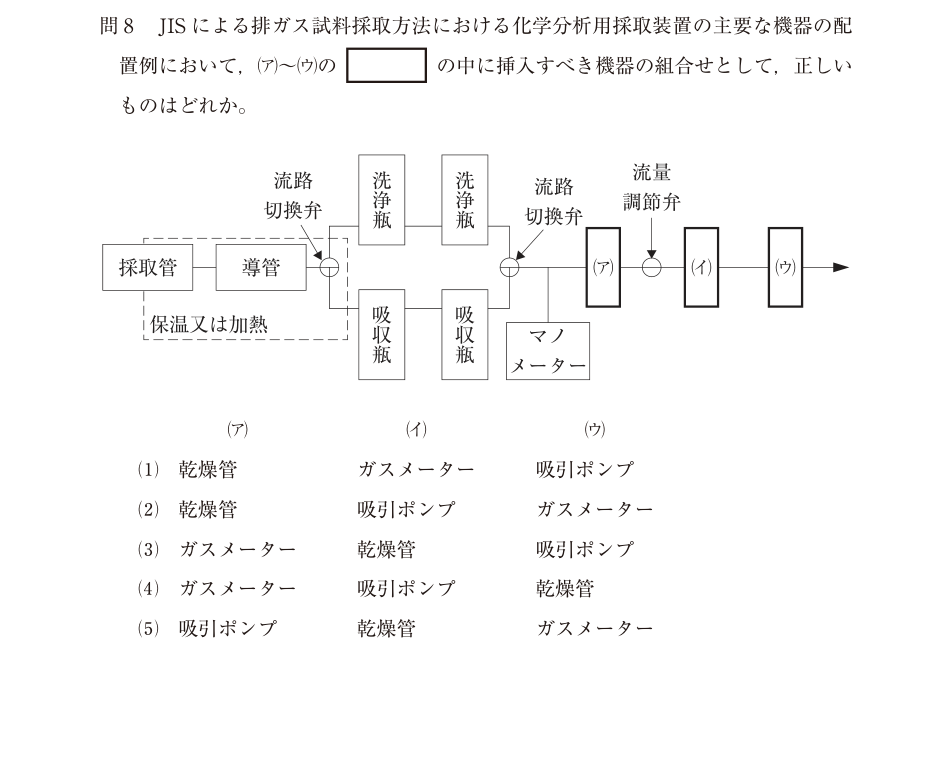 問8 JISによる排ガス試料採取方法における化学分析用採取装置の主要な機器の配
置例において，㋐～㋒の の中に挿入すべき機器の組合せとして，正しい
ものはどれか。
流路
切換弁
洗浄瓶
洗浄瓶
流路
切換弁
流量
調節弁
採取管
導管
(ア)
(イ)
(ウ)
保温又は加熱
吸収瓶
吸収瓶
マノ
メーター
(ア) (イ) (ウ)
(1) 乾燥管 ガスメーター 吸引ポンプ
(2) 乾燥管 吸引ポンプ ガスメーター
(3) ガスメーター 乾燥管 吸引ポンプ
(4) ガスメーター 吸引ポンプ 乾燥管
(5) 吸引ポンプ 乾燥管 ガスメーター